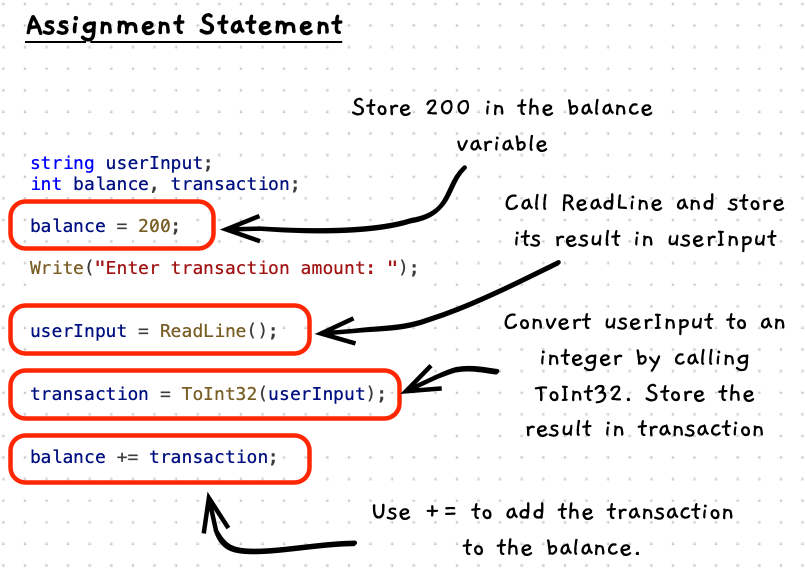 Assignment Statement
Store 200 in the balance
variable
string userInput;
int balance, transaction;
balance = 200;
Write("Enter transaction amount: ");
Call ReadLine and store
its result in userInput
userInput = ReadLine();
Convert userInput to an
integer by calling
ToInt32. Store the
result in transaction
transaction = ToInt32(userInput);
balance += transaction;
Use += to add the transaction
to the balance.